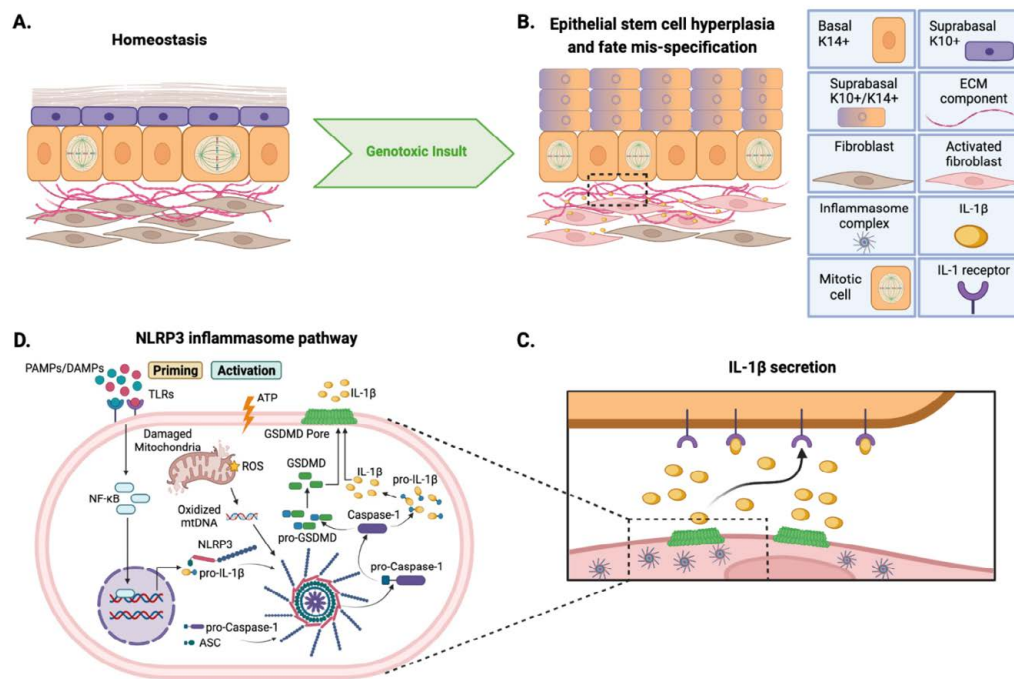 A.
Homeostasis
Genotoxic Insult
B.
Epithelial stem cell hyperplasia
and fate mis-specification
Basal
K14+
Suprabasal
K10+
Suprabasal
K10+/K14+
ECM
component
Fibroblast
Activated
fibroblast
Inflammasome
complex
IL-1β
Mitotic
cell
IL-1 receptor
D.
NLRP3 inflammasome pathway
PAMPs/DAMPs
Priming
Activation
TLRs
ATP
IL-1β
GSDMD Pore
Damaged
Mitochondria
ROS
GSDMD
IL-1β
pro-IL-1β
NF-κB
Oxidized
mtDNA
Caspase-1
pro-GSDMD
NLRP3
pro-IL-1β
pro-Caspase-1
pro-Caspase-1
ASC
C.
IL-1β secretion